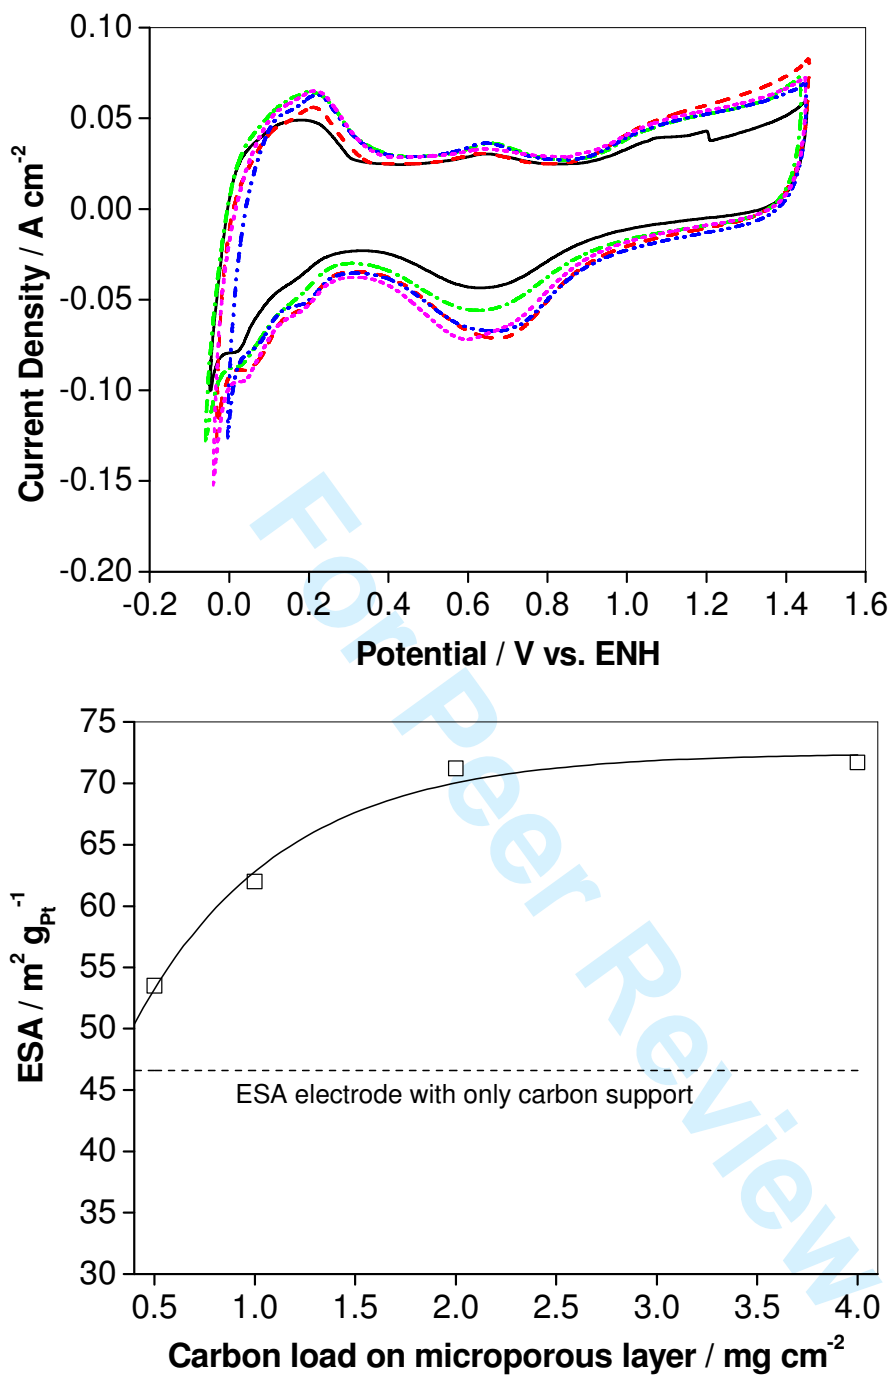 0.10
0.05
0.00
-0.05
-0.10
-0.15
-0.20
Current Density / A cm⁻²
-0.2 0.0 0.2 0.4 0.6 0.8 1.0 1.2 1.4 1.6
Potential / V vs. ENH
For Peer Review
75
70
65
60
55
50
45
40
35
30
ESA / m² g_Pt⁻¹
ESA electrode with only carbon support
0.5 1.0 1.5 2.0 2.5 3.0 3.5 4.0
Carbon load on microporous layer / mg cm⁻²